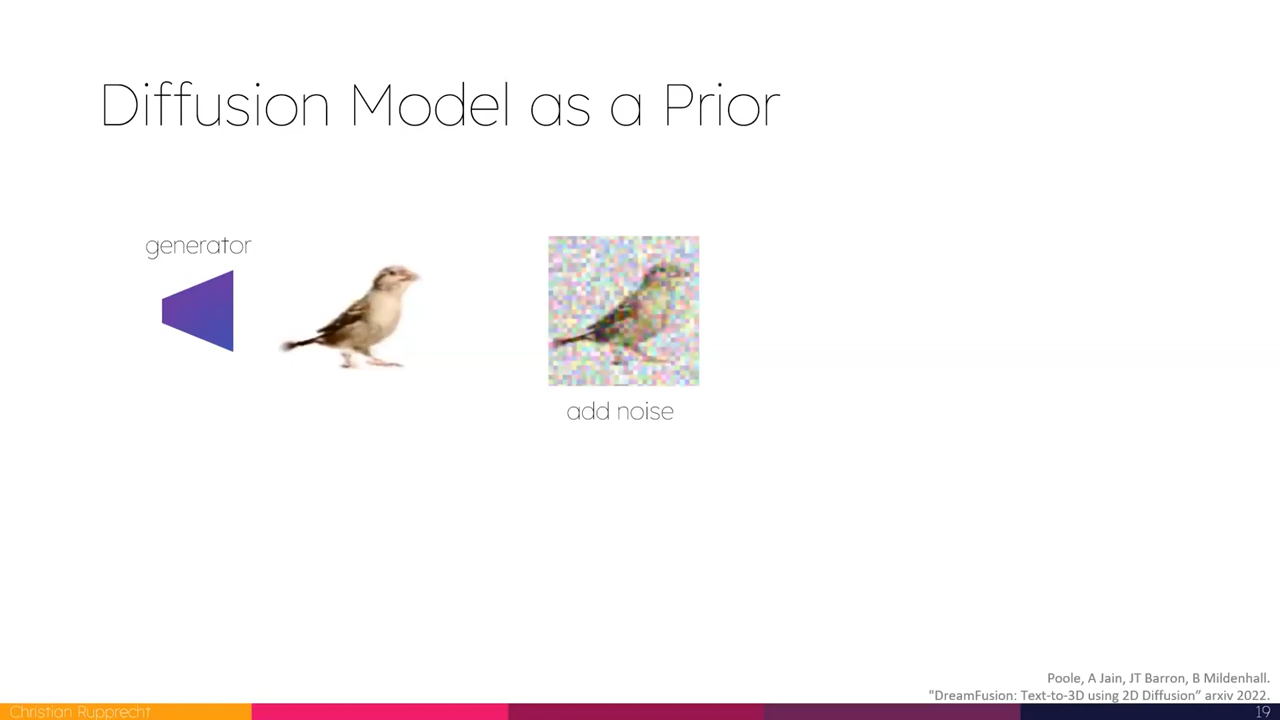 Diffusion Model as a Prior
generator
add noise
Poole, A Jain, JT Barron, B Mildenhall.
"DreamFusion: Text-to-3D using 2D Diffusion” arxiv 2022.
Christian Rupprecht
19